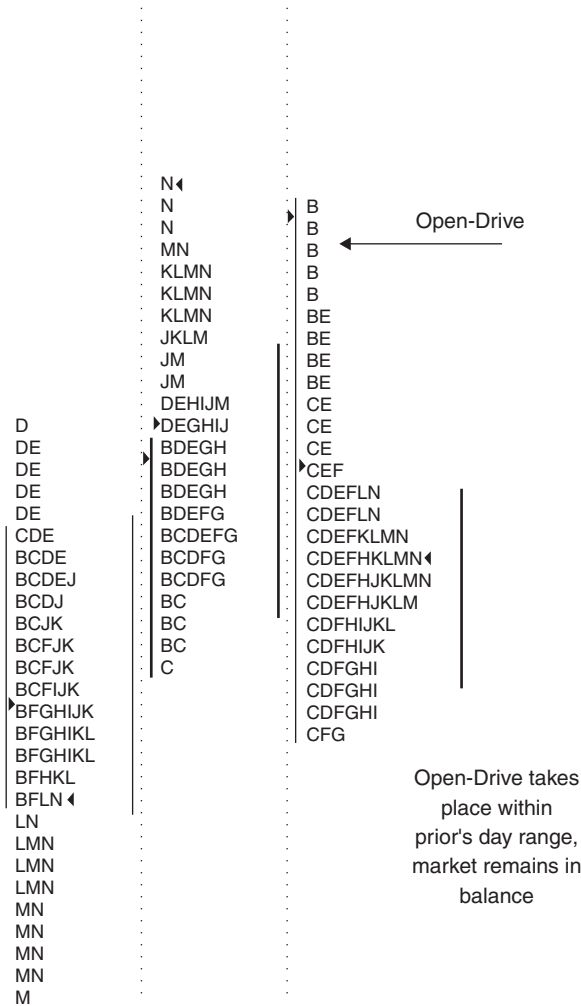 N
N
N
MN
KLMN
KLMN
KLMN
JKLM
JM
JM
DEHIJM
DEGHIJ
BDEGH
BDEGH
BDEGH
BDEFG
BCDEFG
BCDFG
BCDFG
BC
BC
BC
C
D
DE
DE
DE
DE
CDE
BCDE
BCDEJ
BCDJ
BCJK
BCFJK
BCFJK
BCFIJK
BFGHIJK
BFGHIKL
BFGHIKL
BFHKL
BFLN
LN
LMN
LMN
LMN
MN
MN
MN
MN
M
B
B
B
B
B
BE
BE
BE
BE
CE
CE
CE
CEF
CDEFLN
CDEFLN
CDEFKLMN
CDEFHKLMN
CDEFHJKLMN
CDEFHJKLM
CDFHIJKL
CDFHIJK
CDFGHI
CDFGHI
CDFGHI
CFG
Open-Drive
Open-Drive takes
place within
prior's day range,
market remains in
balance